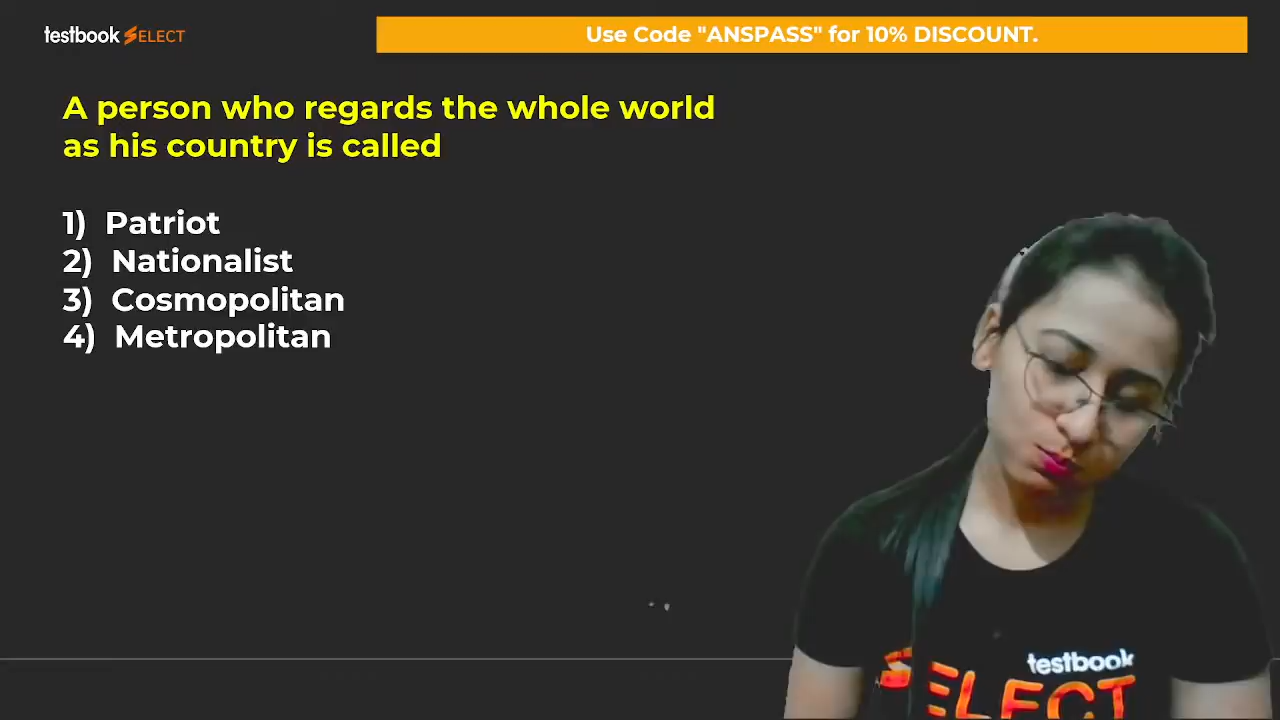 testbook SELECT
Use Code "ANSPASS" for 10% DISCOUNT.
A person who regards the whole world
as his country is called
1) Patriot
2) Nationalist
3) Cosmopolitan
4) Metropolitan
testbook
SELECT